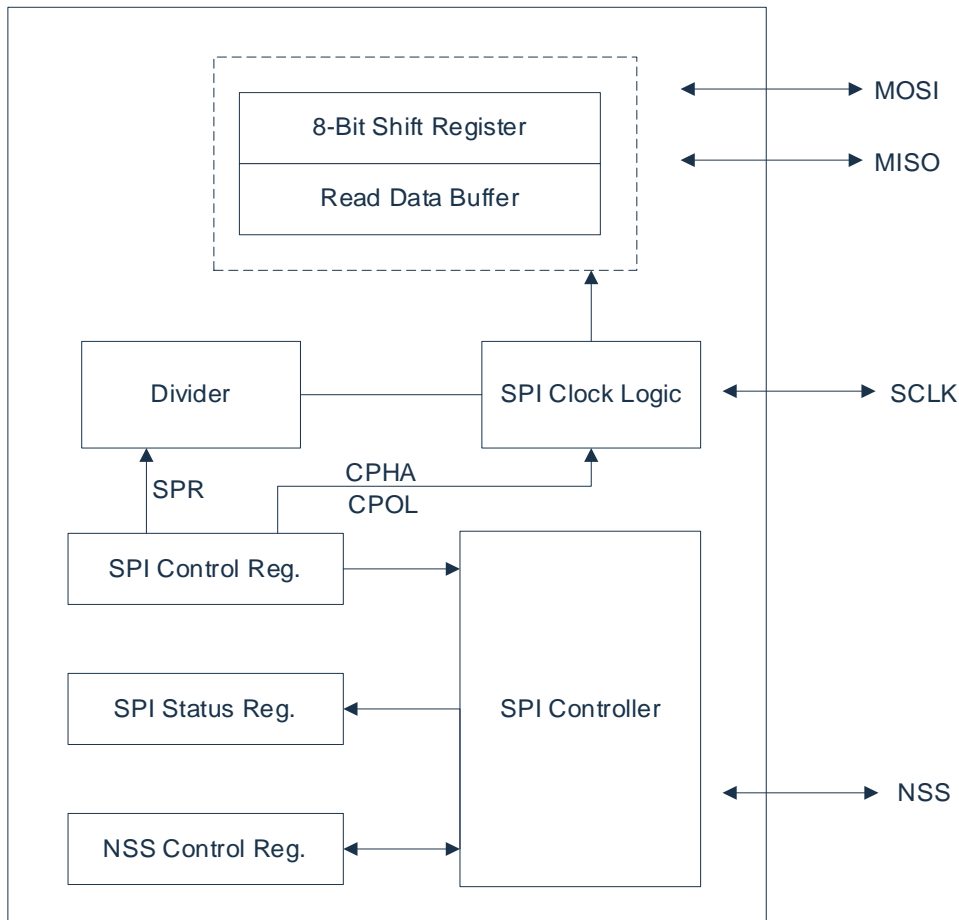 8-Bit Shift Register
Read Data Buffer
MOSI
MISO
Divider
SPI Clock Logic
SCLK
SPR
CPHA
CPOL
SPI Control Reg.
SPI Status Reg.
SPI Controller
NSS Control Reg.
NSS